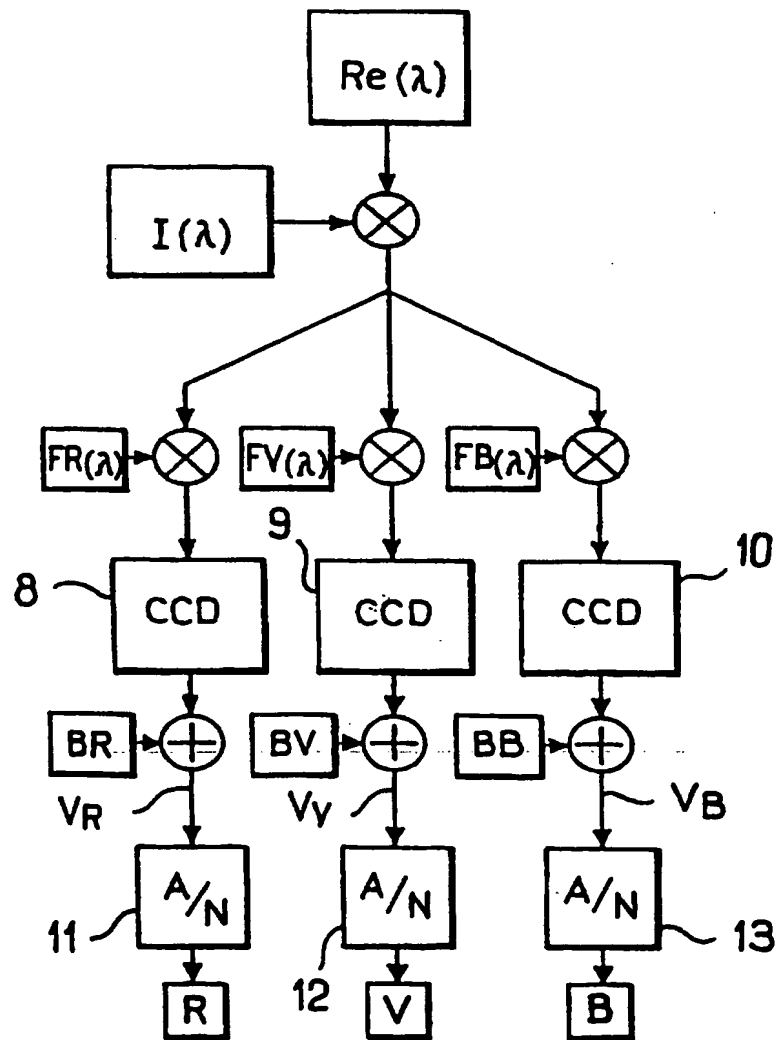 Re(λ)
I(λ)
FR(λ) FV(λ) FB(λ)
8 9 10
CCD CCD CCD
BR BV BB
VR VV VB
A/N A/N A/N
11 12 13
R V B